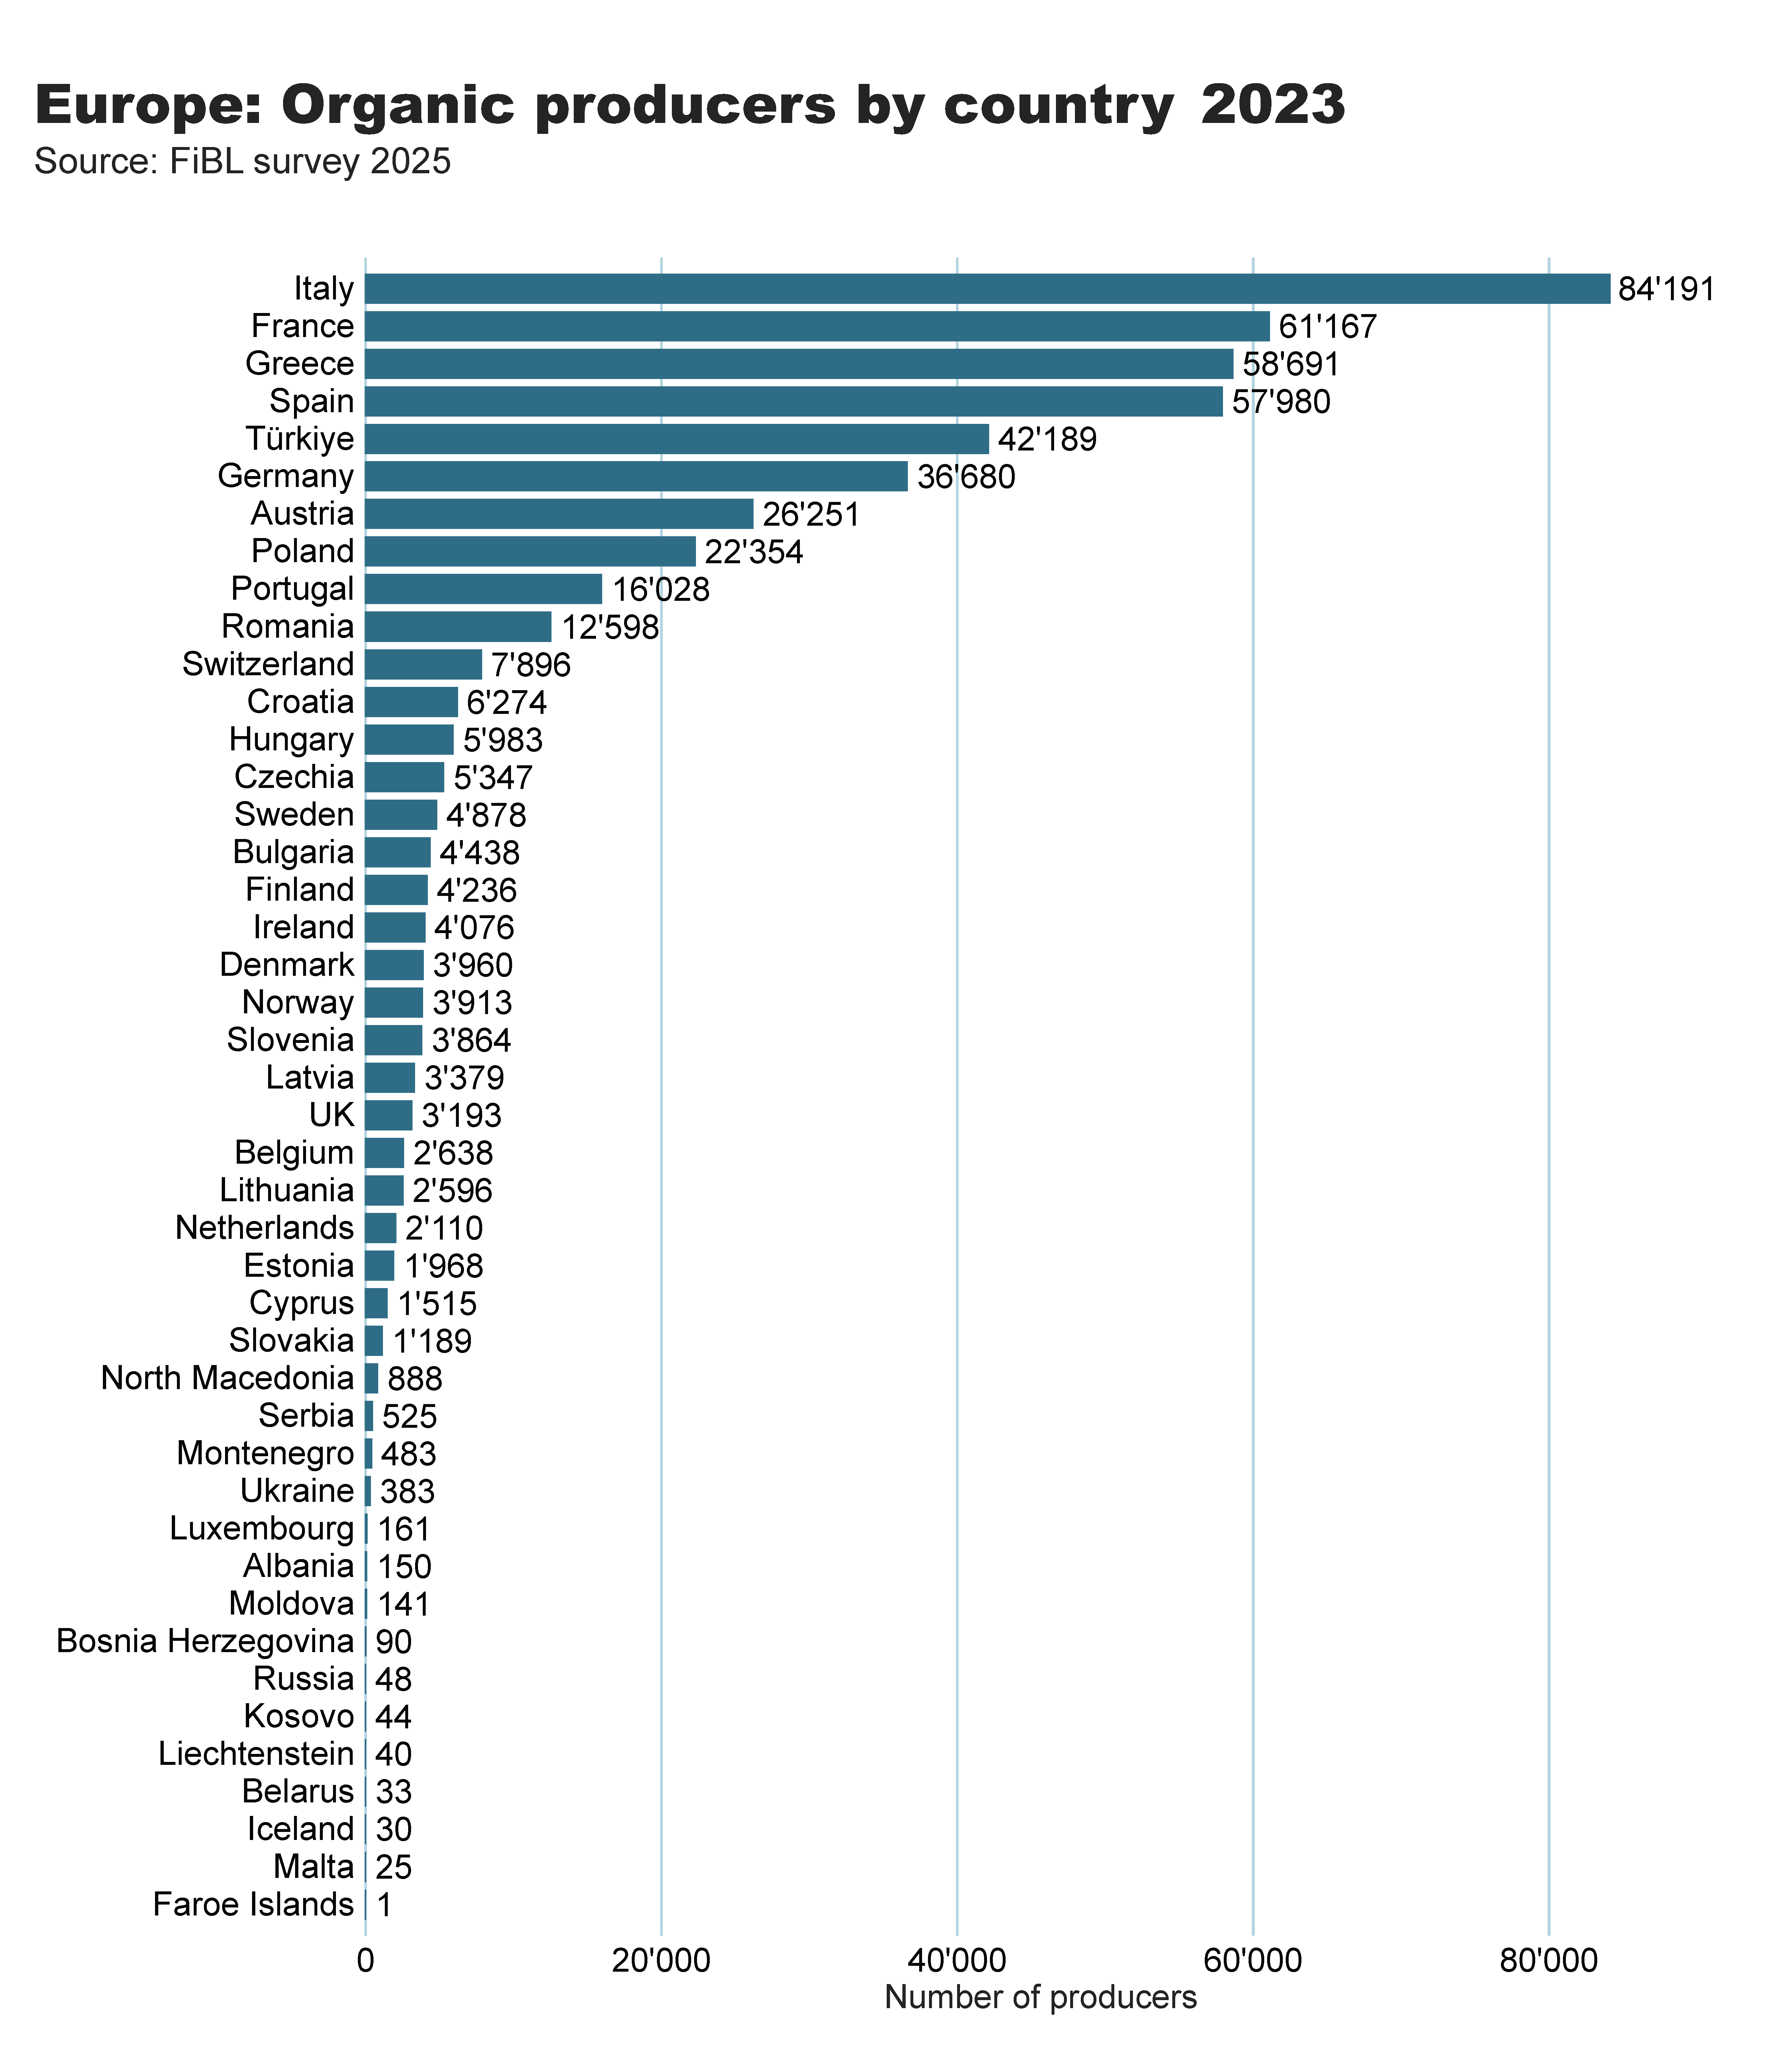 Europe: Organic producers by country 2023
Source: FiBL survey 2025
Italy 84'191
France 61'167
Greece 58'691
Spain 57'980
Türkiye 42'189
Germany 36'680
Austria 26'251
Poland 22'354
Portugal 16'028
Romania 12'598
Switzerland 7'896
Croatia 6'274
Hungary 5'983
Czechia 5'347
Sweden 4'878
Bulgaria 4'438
Finland 4'236
Ireland 4'076
Denmark 3'960
Norway 3'913
Slovenia 3'864
Latvia 3'379
UK 3'193
Belgium 2'638
Lithuania 2'596
Netherlands 2'110
Estonia 1'968
Cyprus 1'515
Slovakia 1'189
North Macedonia 888
Serbia 525
Montenegro 483
Ukraine 383
Luxembourg 161
Albania 150
Moldova 141
Bosnia Herzegovina 90
Russia 48
Kosovo 44
Liechtenstein 40
Belarus 33
Iceland 30
Malta 25
Faroe Islands 1
0 20'000 40'000 60'000 80'000
Number of producers